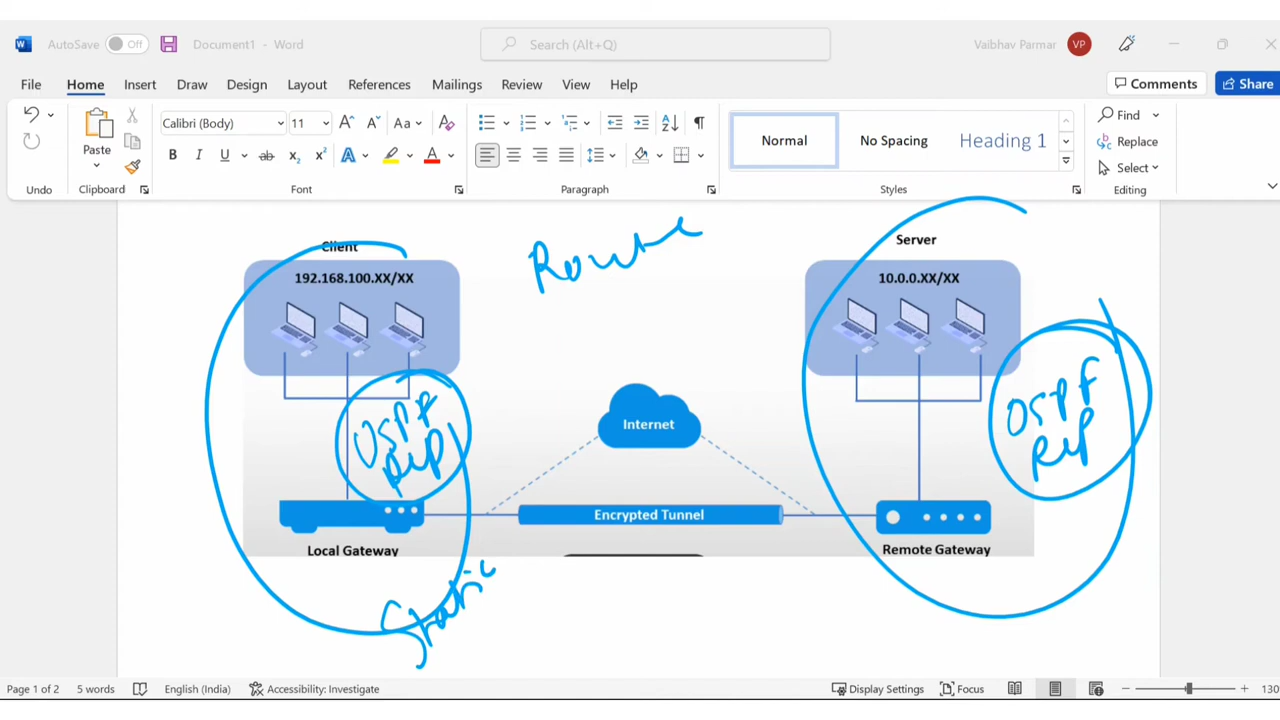 AutoSave Off Document1 - Word Search (Alt+Q) Vaibhav Parmar VP
File Home Insert Draw Design Layout References Mailings Review View Help Comments Share
Paste Calibri (Body) 11 Aa Normal No Spacing Heading 1 Find
Replace
Select
Undo Clipboard Font Paragraph Styles Editing
Client
Server
192.168.100.XX/XX
10.0.0.XX/XX
Route
OSPF
RIP
OSPF
RIP
Internet
Encrypted Tunnel
Local Gateway
Remote Gateway
Static
Page 1 of 2 5 words English (India) Accessibility: Investigate Display Settings Focus 130